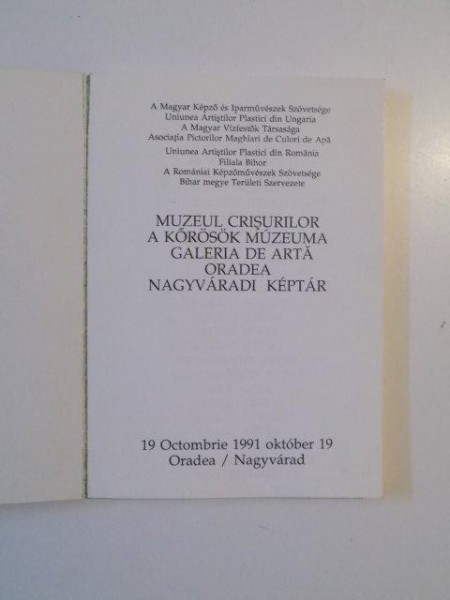 A Magyar Képző és Iparművészek Szövetsége
Uniunea Artiştilor Plastici din Ungaria
A Magyar Vízfestők Társasága
Asociaţia Pictorilor Maghiari de Culori de Apă
Uniunea Artiştilor Plastici din România
Filiala Bihor
A Romániai Képzőművészek Szövetsége
Bihar megye Területi Szervezete
MUZEUL CRIŞURILOR
A KŐRÖSÖK MÚZEUMA
GALERIA DE ARTĂ
ORADEA
NAGYVÁRADI KÉPTÁR
19 Octombrie 1991 október 19
Oradea / Nagyvárad